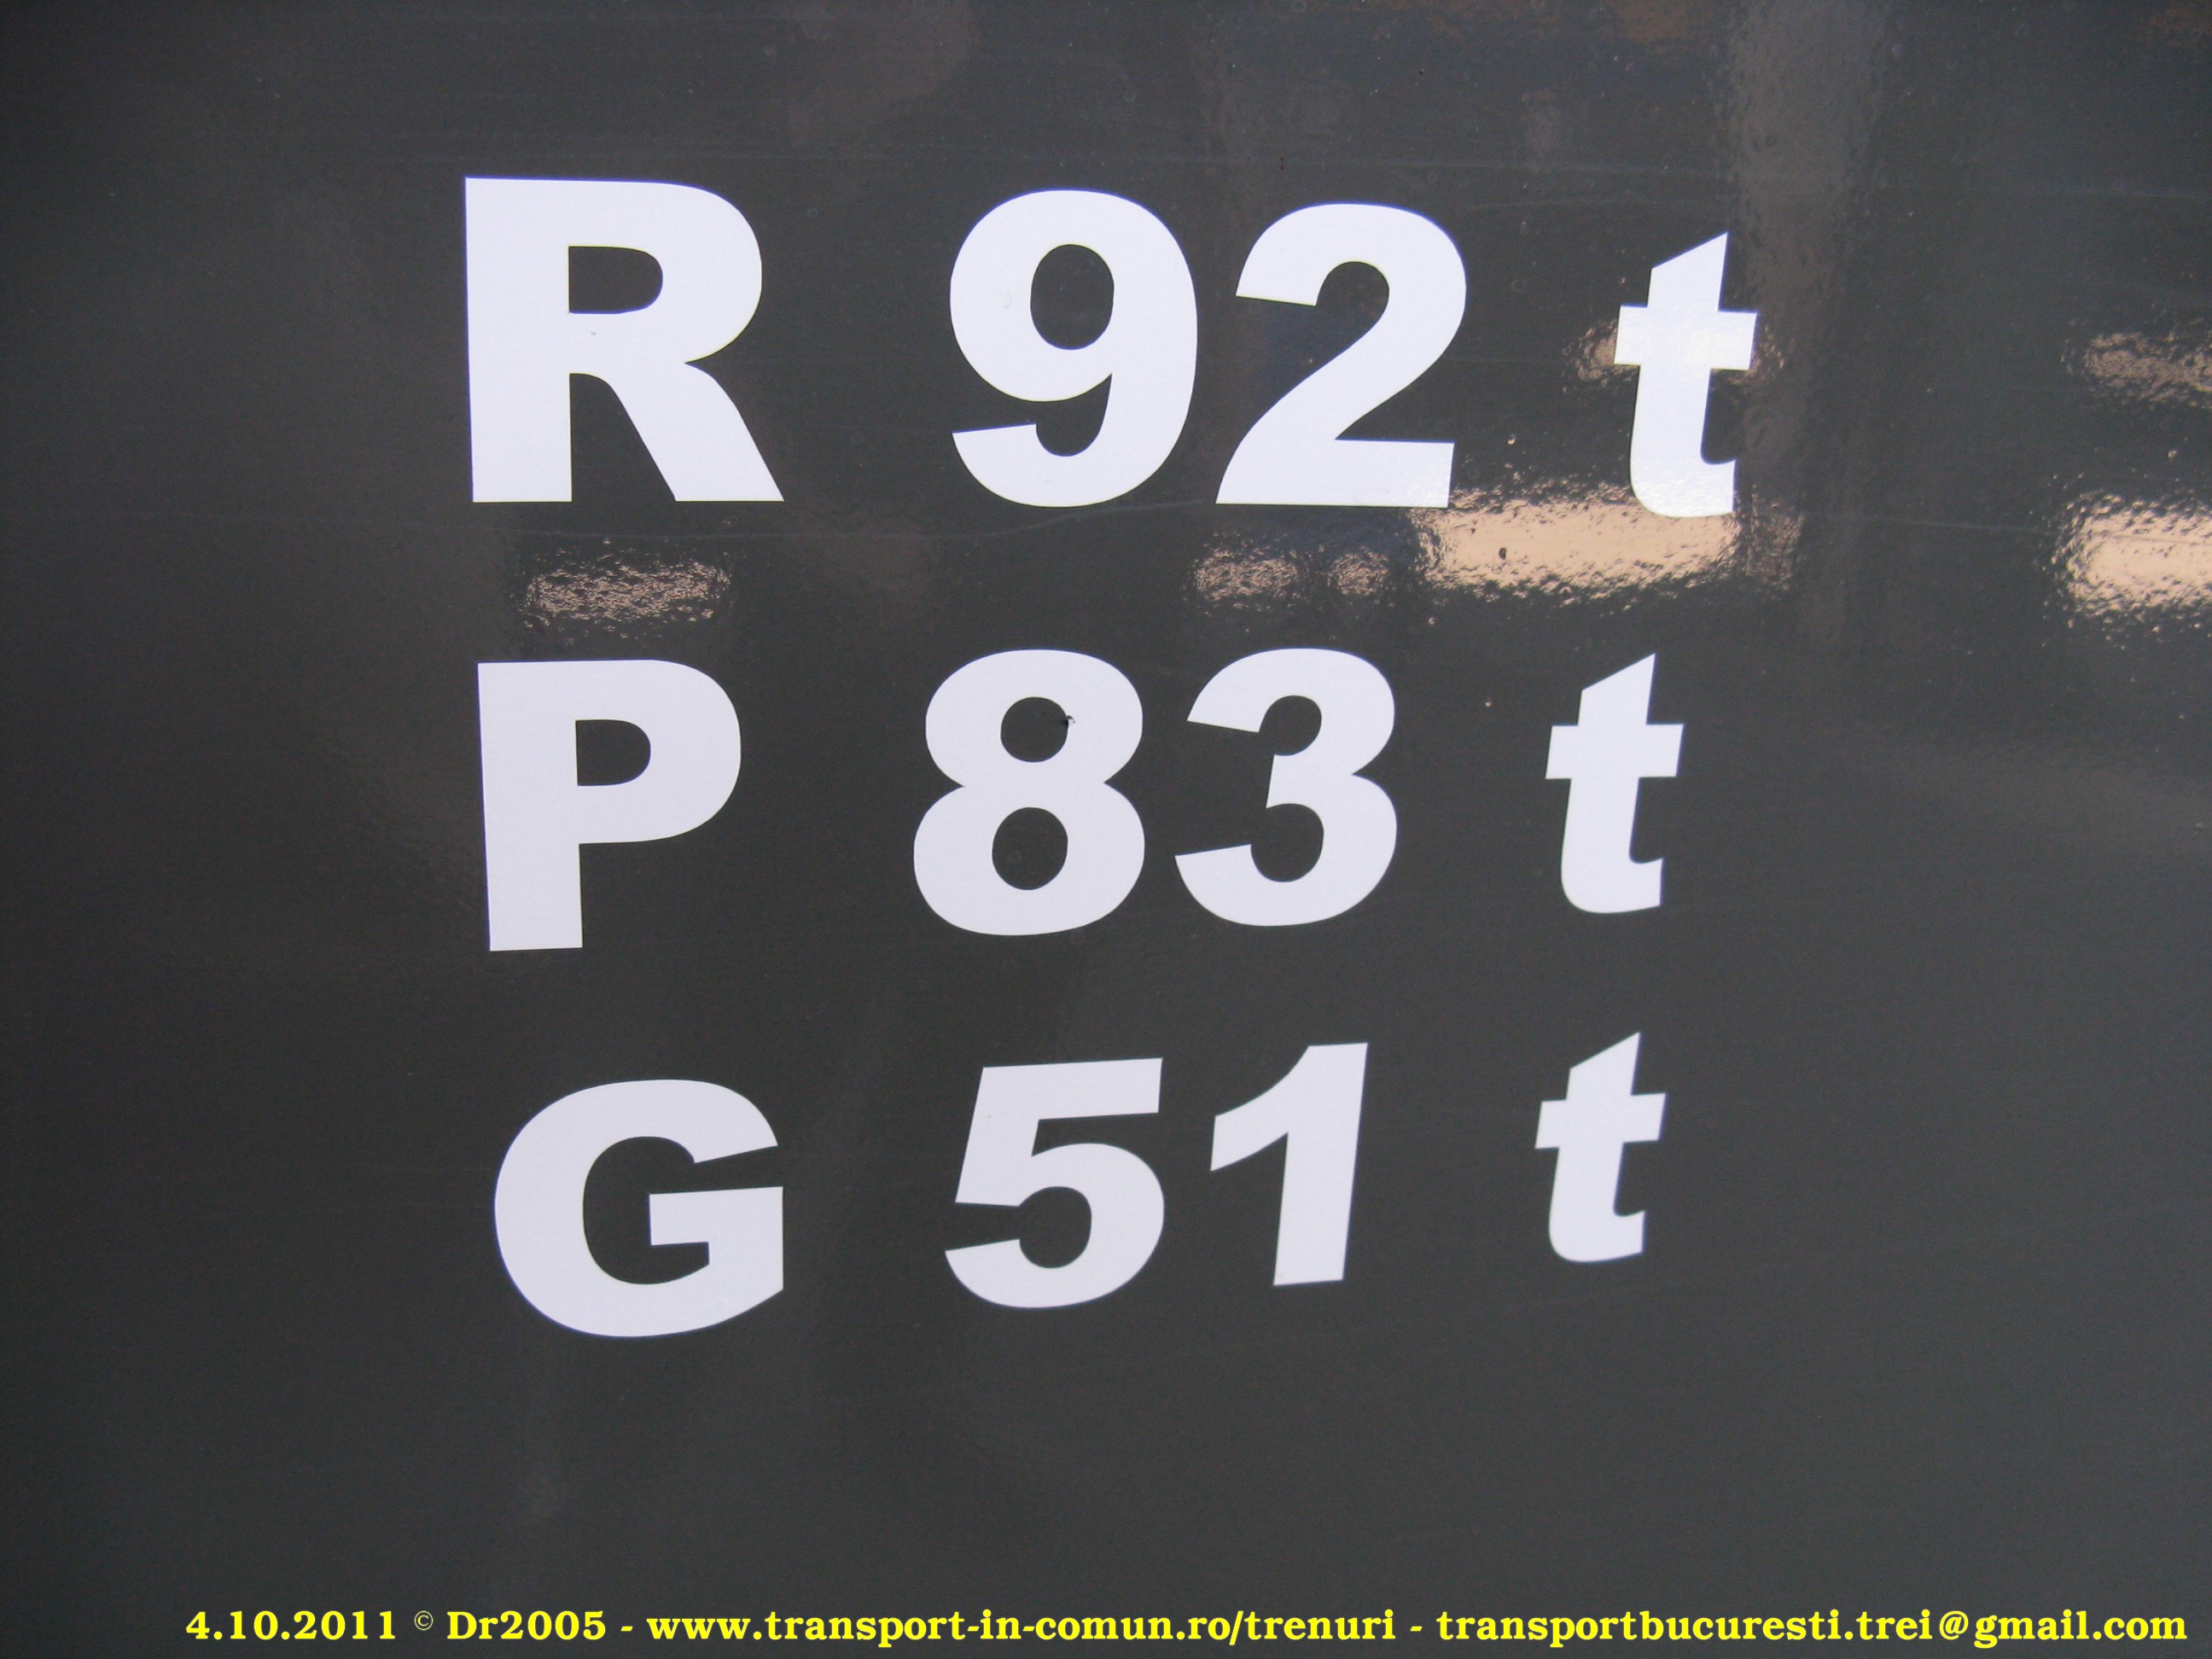 R 92 t
P 83 t
G 51 t
4.10.2011 © Dr2005 - www.transport-in-comun.ro/trenuri - transportbucuresti.trei@gmail.com